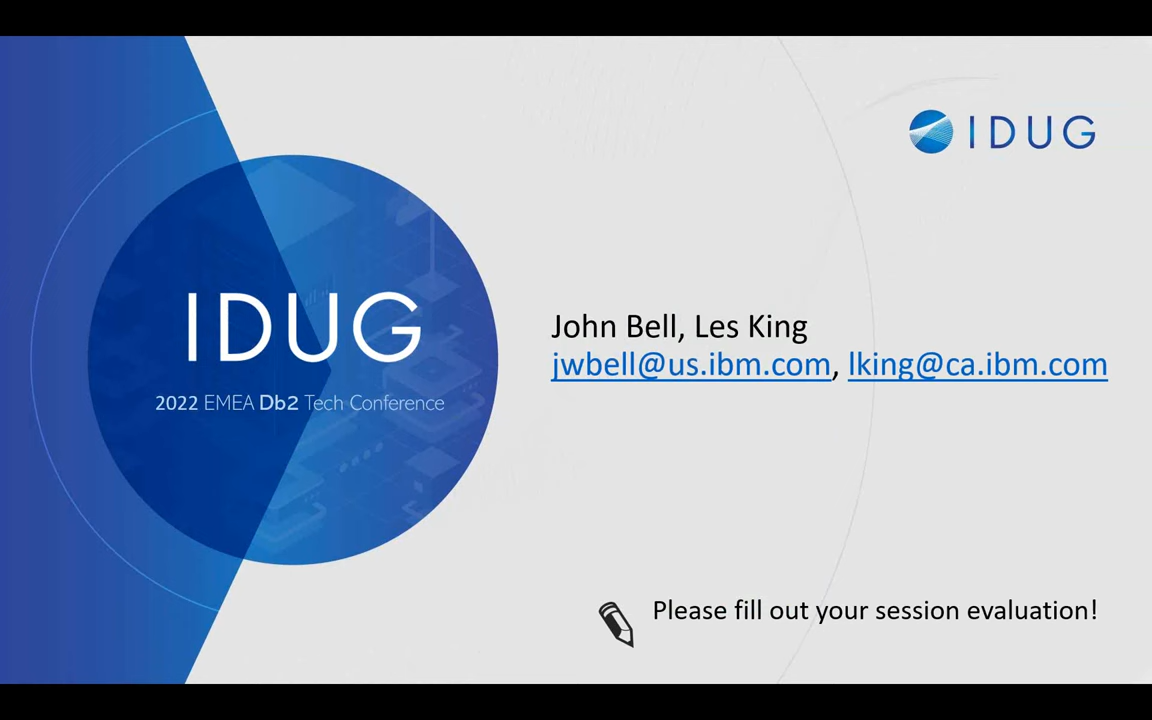 IDUG
IDUG
2022 EMEA Db2 Tech Conference
John Bell, Les King
jwbell@us.ibm.com, lking@ca.ibm.com
Please fill out your session evaluation!